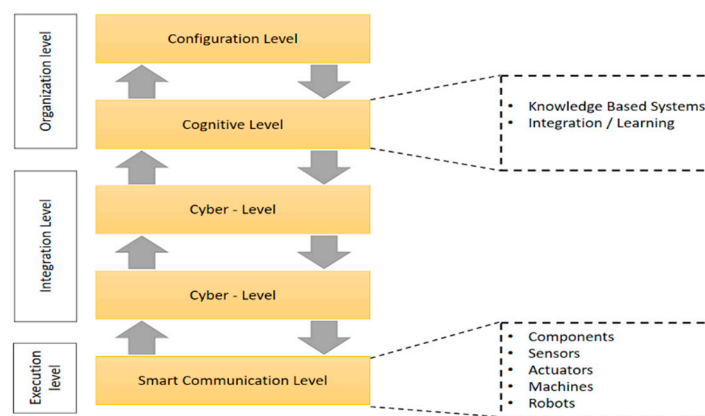 Organization level
Configuration Level
Cognitive Level
• Knowledge Based Systems
• Integration / Learning
Integration Level
Cyber - Level
Cyber - Level
Execution
level
Smart Communication Level
• Components
• Sensors
• Actuators
• Machines
• Robots